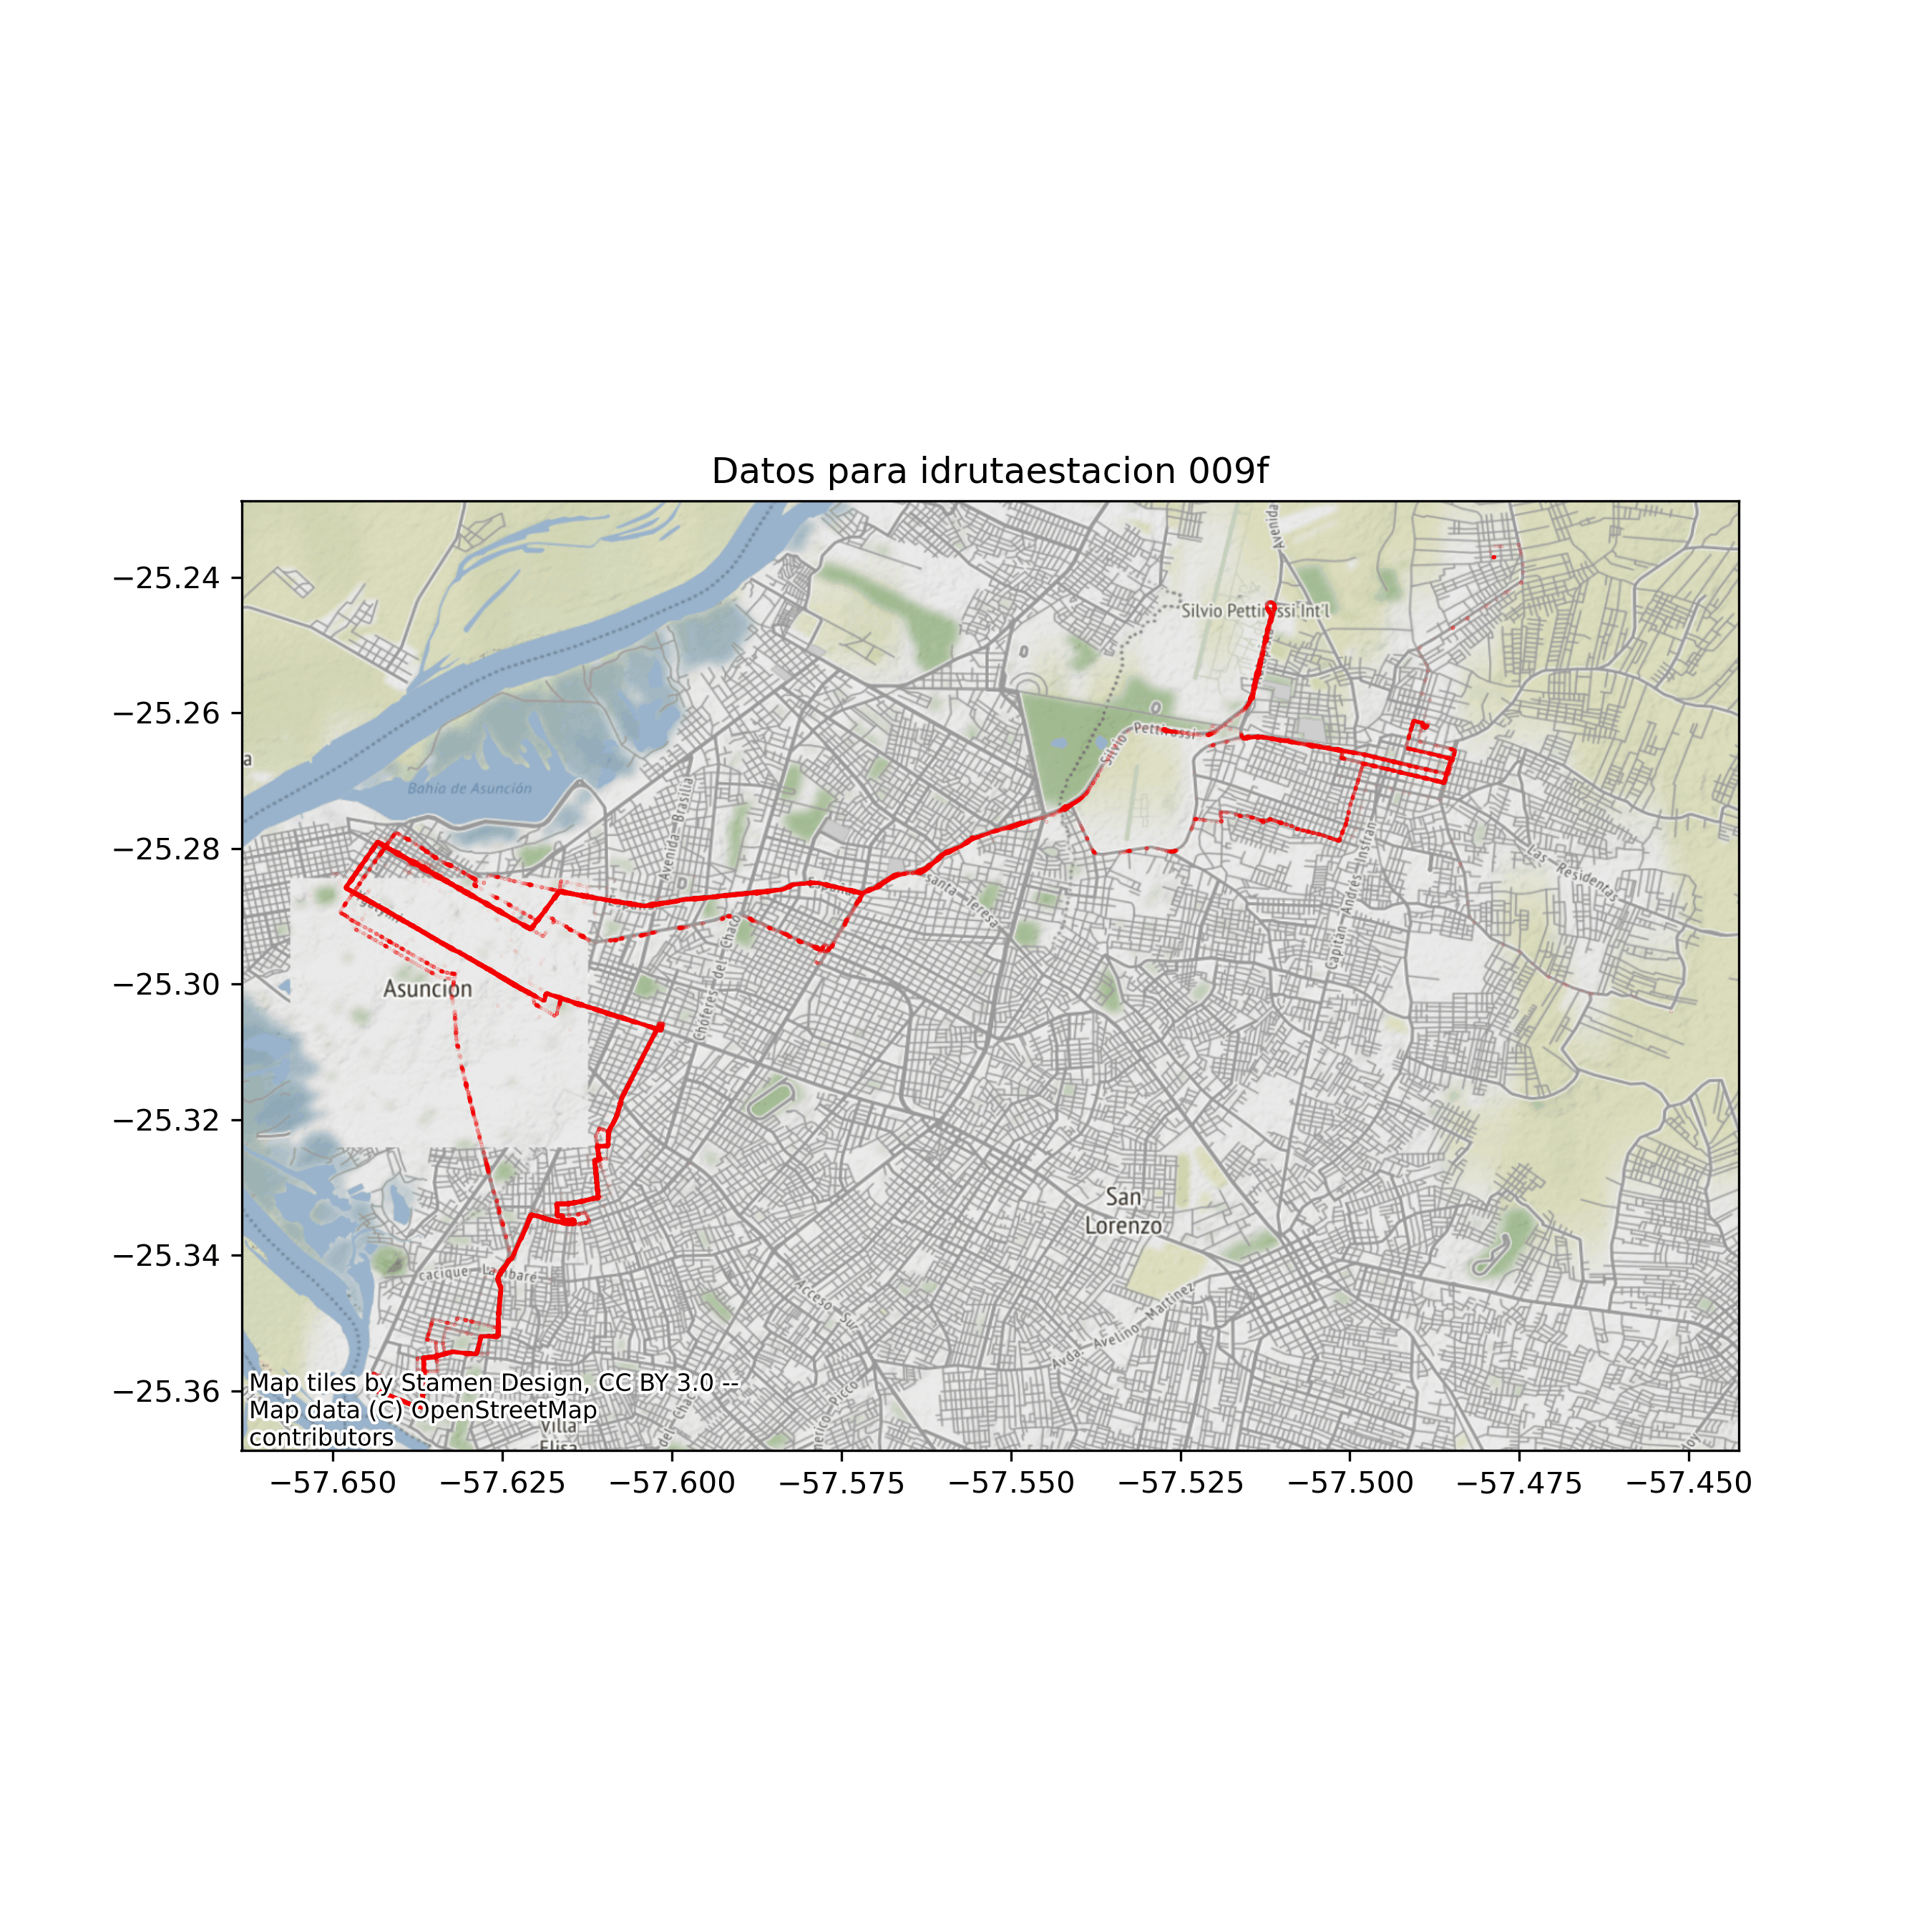 Datos para idrutaestacion 009f
−25.24
−25.26
−25.28
−25.30
−25.32
−25.34
−25.36
Avenida
Silvio Pettirossi Int'l
Silvio Pettirossi
Bahía de Asunción
Avenida Brasilia
España
España
Santa Teresa
Choferes del Chaco
Capitán Andrés Insfrán
Las Residentas
Asuncion
San
Lorenzo
cacique Lambaré
Acceso Sur
Avda. Avelino Martinez
Villa
Elisa
Map tiles by Stamen Design, CC BY 3.0 --
Map data (C) OpenStreetMap
contributors
−57.650
−57.625
−57.600
−57.575
−57.550
−57.525
−57.500
−57.475
−57.450